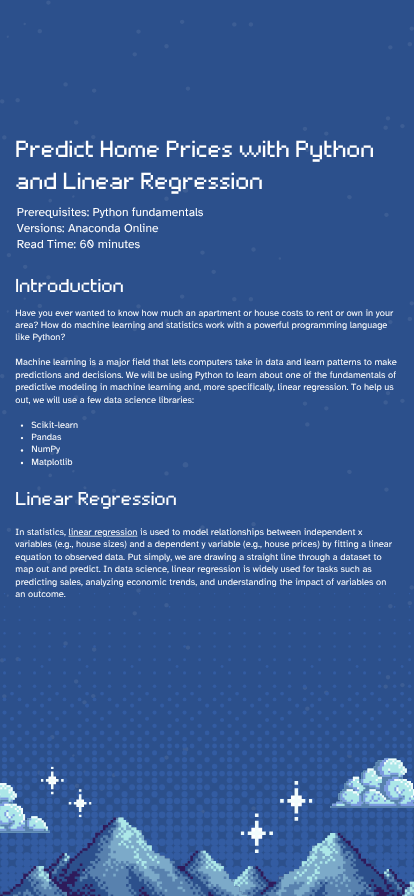 Predict Home Prices with Python
and Linear Regression
Prerequisites: Python fundamentals
Versions: Anaconda Online
Read Time: 60 minutes
Introduction
Have you ever wanted to know how much an apartment or house costs to rent or own in your
area? How do machine learning and statistics work with a powerful programming language
like Python?
Machine learning is a major field that lets computers take in data and learn patterns to make
predictions and decisions. We will be using Python to learn about one of the fundamentals of
predictive modeling in machine learning and, more specifically, linear regression. To help us
out, we will use a few data science libraries:
• Scikit-learn
• Pandas
• NumPy
• Matplotlib
Linear Regression
In statistics, linear regression is used to model relationships between independent x
variables (e.g., house sizes) and a dependent y variable (e.g., house prices) by fitting a linear
equation to observed data. Put simply, we are drawing a straight line through a dataset to
map out and predict. In data science, linear regression is widely used for tasks such as
predicting sales, analyzing economic trends, and understanding the impact of variables on
an outcome.